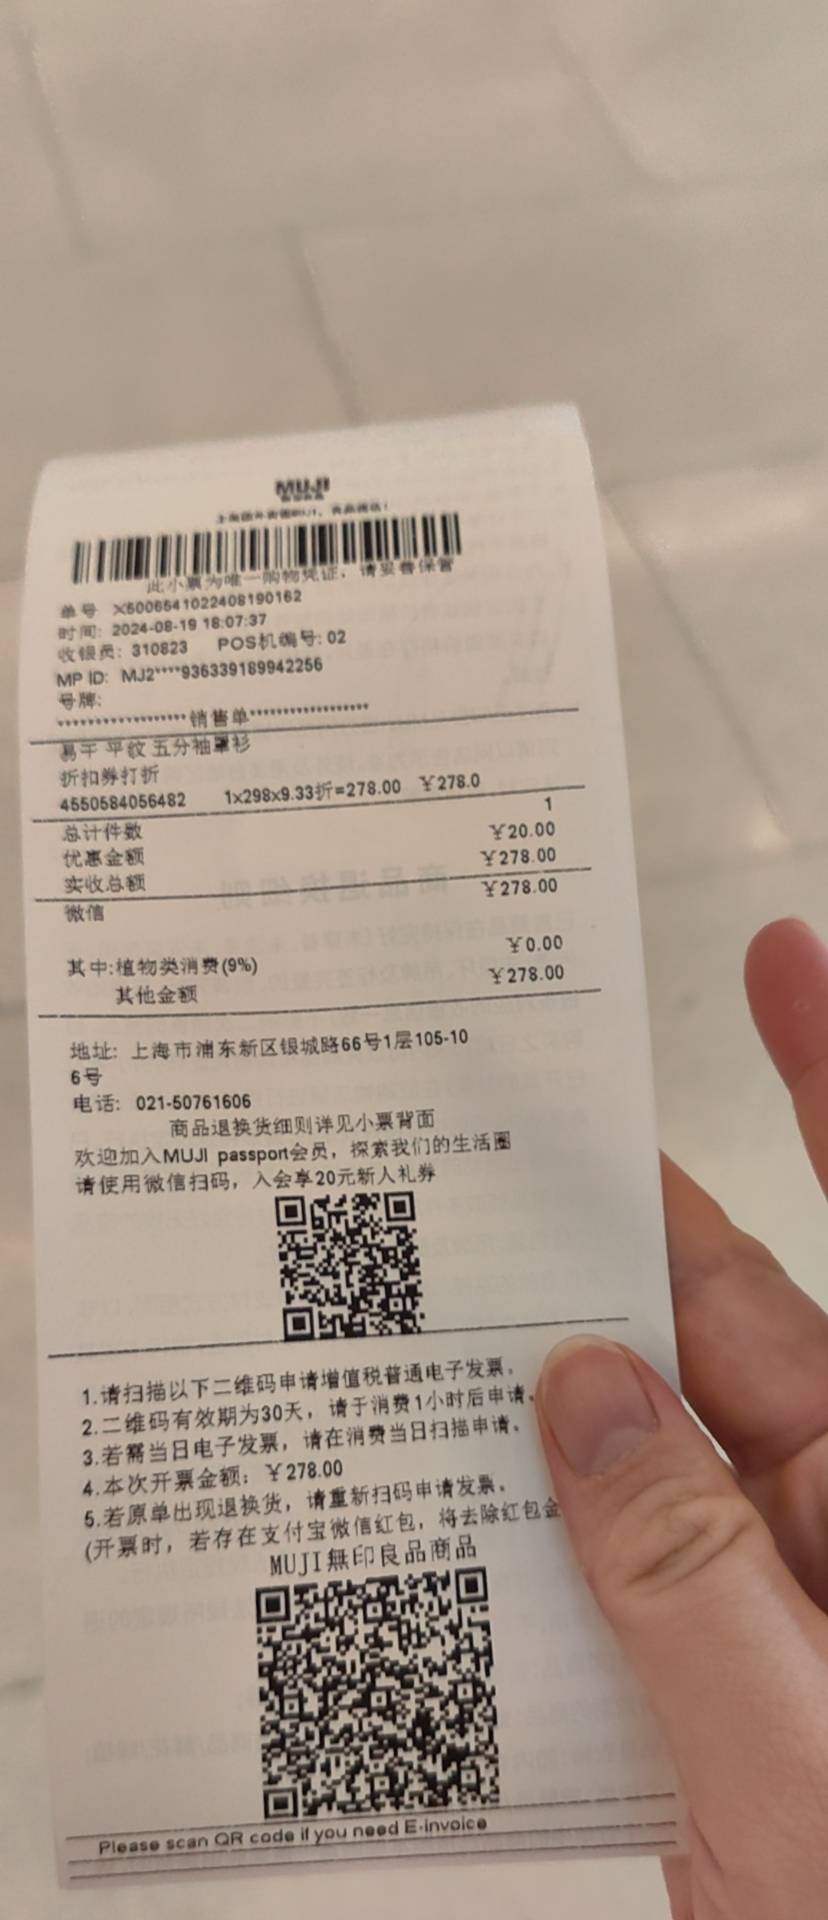 MUJI
此小票为唯一购物凭证，请妥善保管
单号 X5006541022408190162
时间: 2024-08-19 18:07:37
收银员: 310823 POS机编号: 02
MP ID: MJ2****936339189942256
号牌:
******************销售单******************
易干 平纹 五分袖罩衫
折扣券打折
4550584056482 1x298x9.33折=278.00 ￥278.0
总计件数 1
优惠金额 ￥20.00
实收总额 ￥278.00
微信 ￥278.00
其中:植物类消费(9%) ￥0.00
其他金额 ￥278.00
地址: 上海市浦东新区银城路66号1层105-10
6号
电话: 021-50761606
商品退换货细则详见小票背面
欢迎加入MUJI passport会员，探索我们的生活圈
请使用微信扫码，入会享20元新人礼券
1.请扫描以下二维码申请增值税普通电子发票。
2.二维码有效期为30天，请于消费1小时后申请。
3.若需当日电子发票，请在消费当日扫描申请。
4.本次开票金额: ￥278.00
5.若原单出现退换货，请重新扫码申请发票。
(开票时，若存在支付宝微信红包，将去除红包金
MUJI無印良品商品
Please scan QR code if you need E-invoice